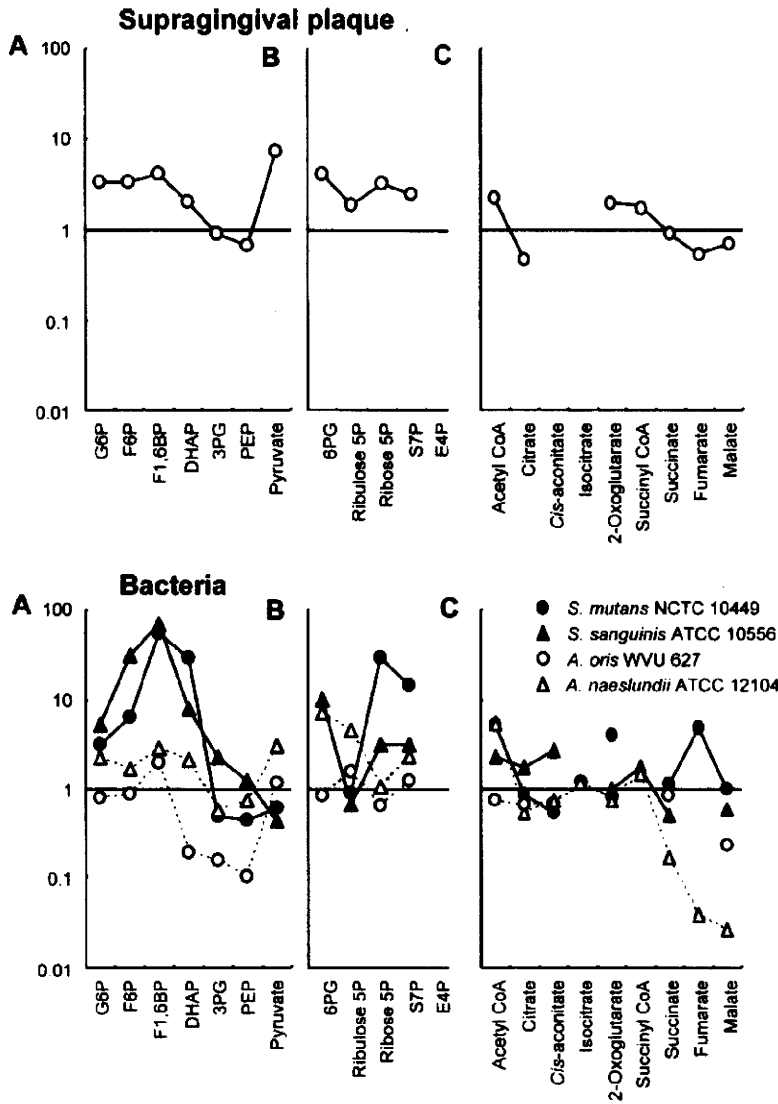 Supragingival plaque
A
B
C
100
10
1
0.1
0.01
G6P
F6P
F1,6BP
DHAP
3PG
PEP
Pyruvate
6PG
Ribulose 5P
Ribose 5P
S7P
E4P
Acetyl CoA
Citrate
Cis-aconitate
Isocitrate
2-Oxoglutarate
Succinyl CoA
Succinate
Fumarate
Malate
Bacteria
A
B
C
100
10
1
0.1
0.01
S. mutans NCTC 10449
S. sanguinis ATCC 10556
A. oris WVU 627
A. naeslundii ATCC 12104
G6P
F6P
F1,6BP
DHAP
3PG
PEP
Pyruvate
6PG
Ribulose 5P
Ribose 5P
S7P
E4P
Acetyl CoA
Citrate
Cis-aconitate
Isocitrate
2-Oxoglutarate
Succinyl CoA
Succinate
Fumarate
Malate